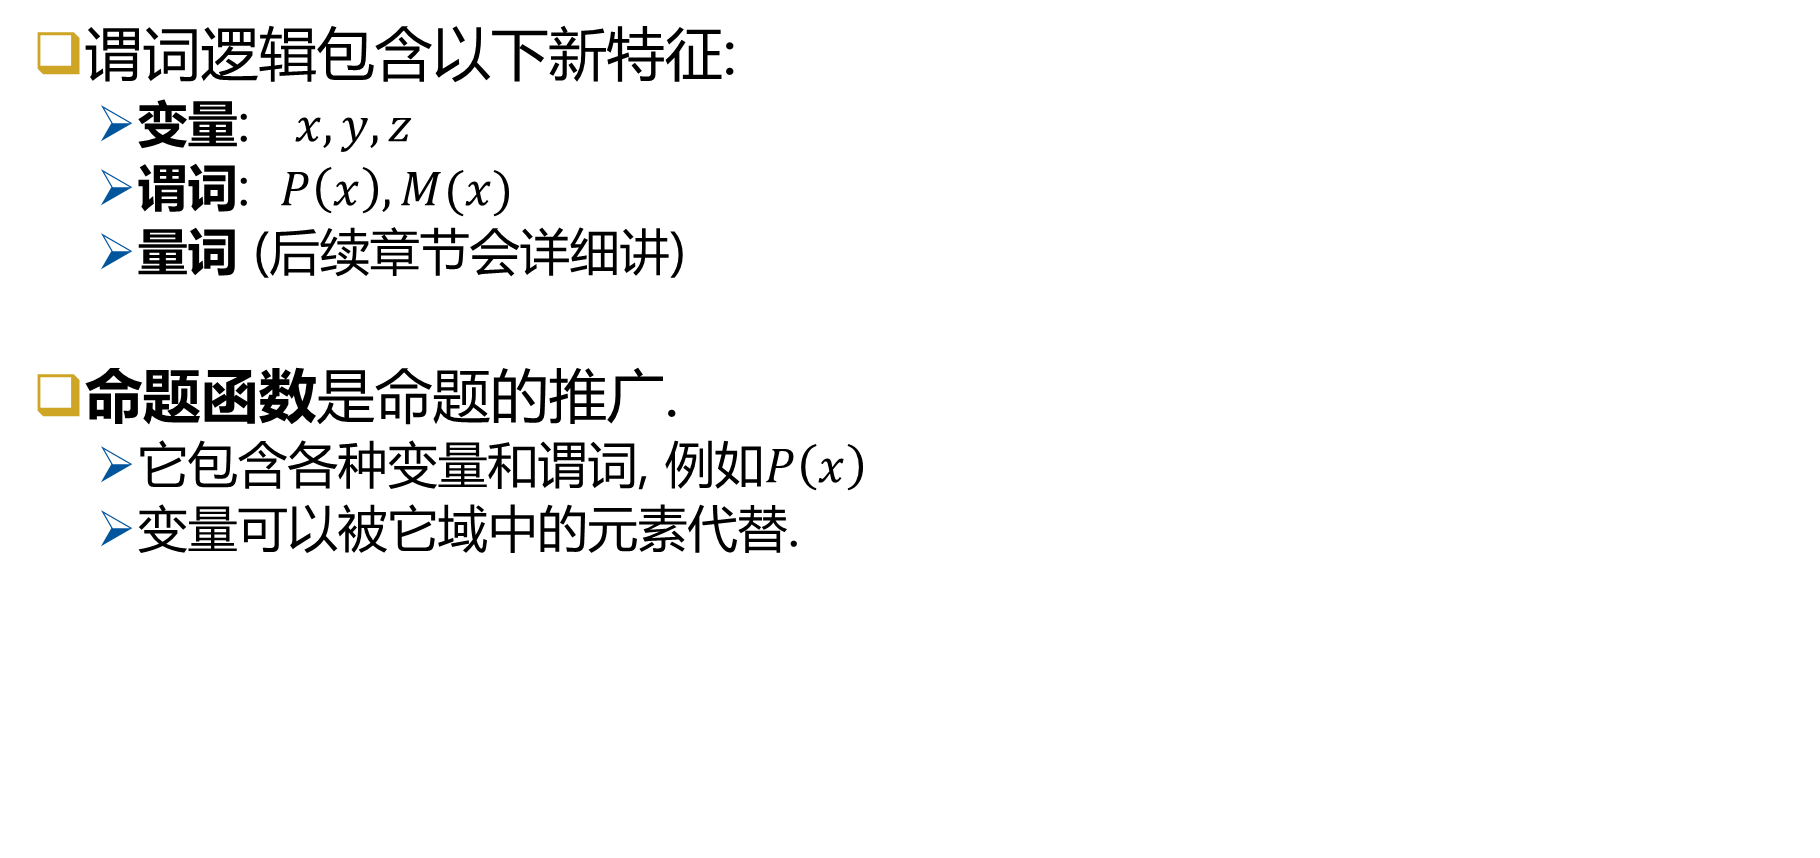 谓词逻辑包含以下新特征:
变量: x, y, z
谓词: P(x), M(x)
量词 (后续章节会详细讲)
命题函数是命题的推广.
它包含各种变量和谓词, 例如P(x)
变量可以被它域中的元素代替.